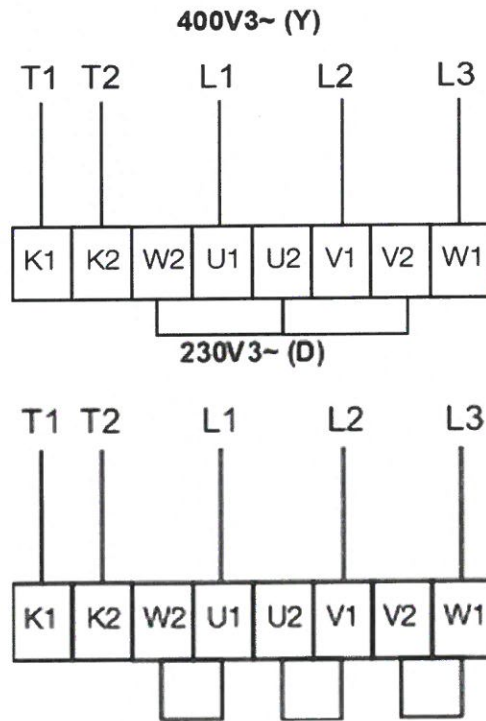 400V3~ (Y)
T1 T2 L1 L2 L3
K1 K2 W2 U1 U2 V1 V2 W1
230V3~ (D)
T1 T2 L1 L2 L3
K1 K2 W2 U1 U2 V1 V2 W1